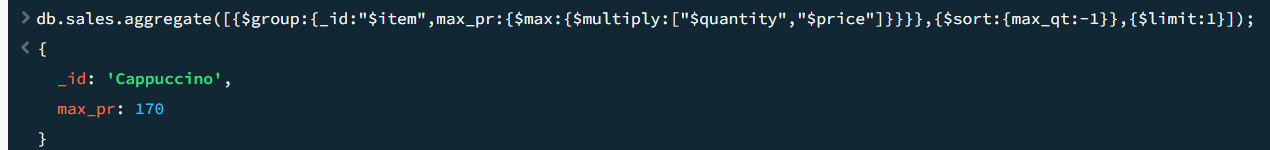 > db.sales.aggregate([{$group:{_id:"$item",max_pr:{$max:{$multiply:["$quantity","$price"]}}}},{$sort:{max_qt:-1}},{$limit:1}]);
< {
_id: 'Cappuccino',
max_pr: 170
}